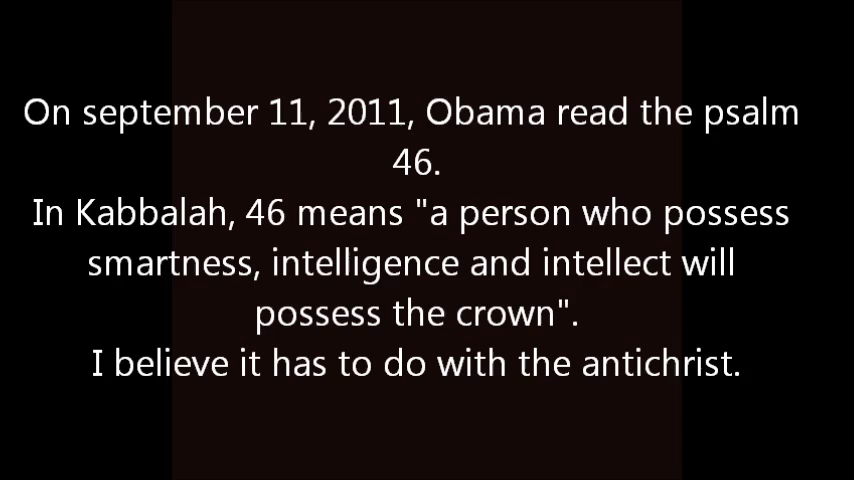 On september 11, 2011, Obama read the psalm
46.
In Kabbalah, 46 means "a person who possess
smartness, intelligence and intellect will
possess the crown".
I believe it has to do with the antichrist.